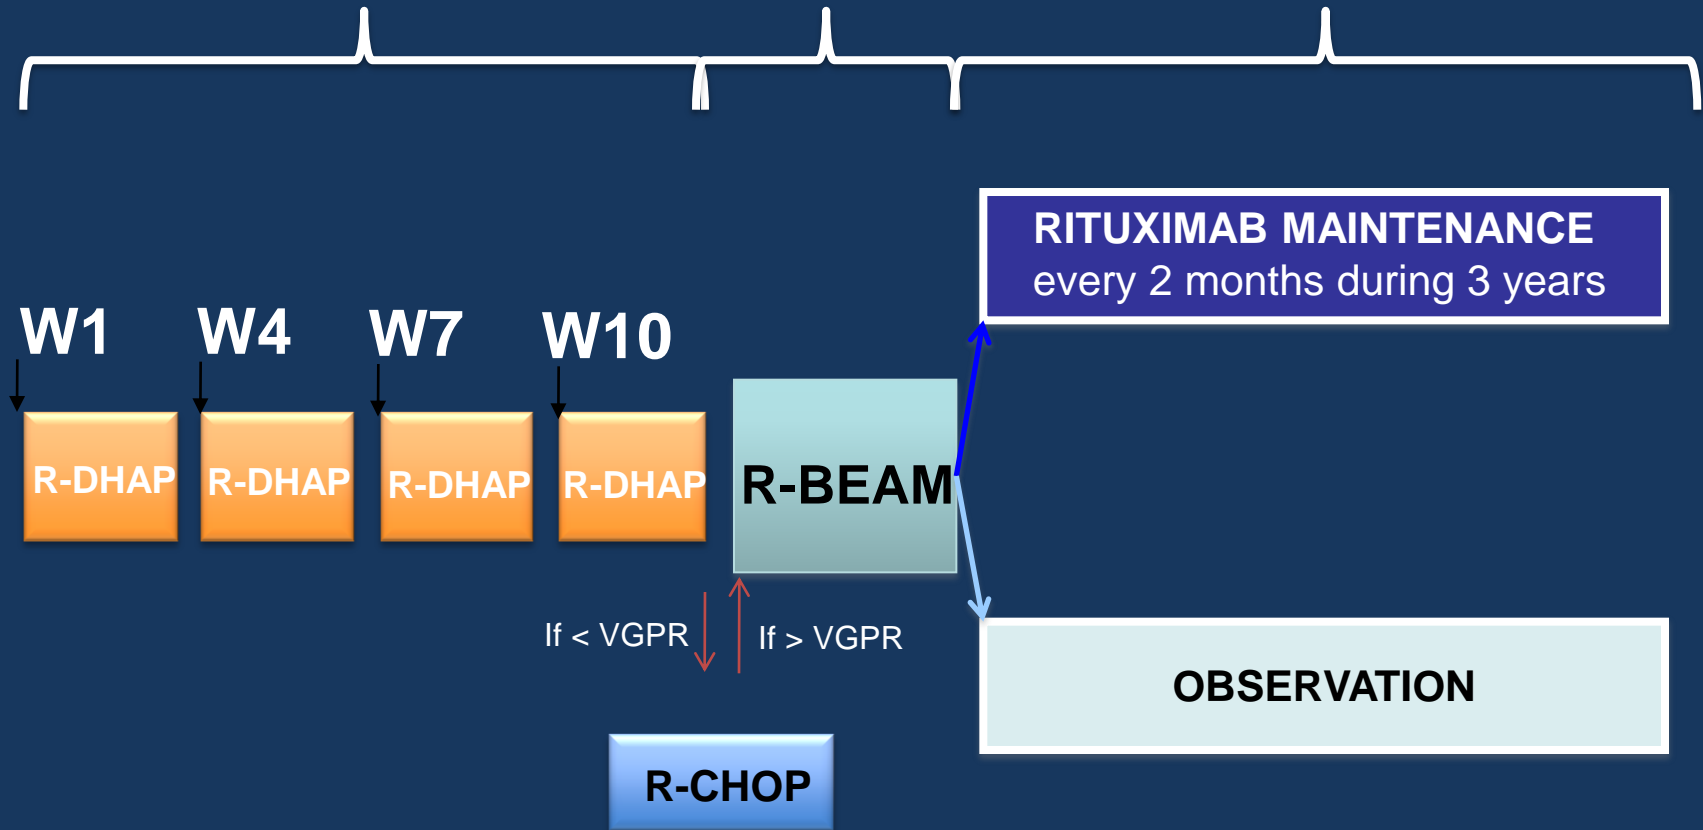 RITUXIMAB MAINTENANCE
every 2 months during 3 years
W1 W4 W7 W10
R-DHAP R-DHAP R-DHAP R-DHAP
R-BEAM
If < VGPR If > VGPR
OBSERVATION
R-CHOP